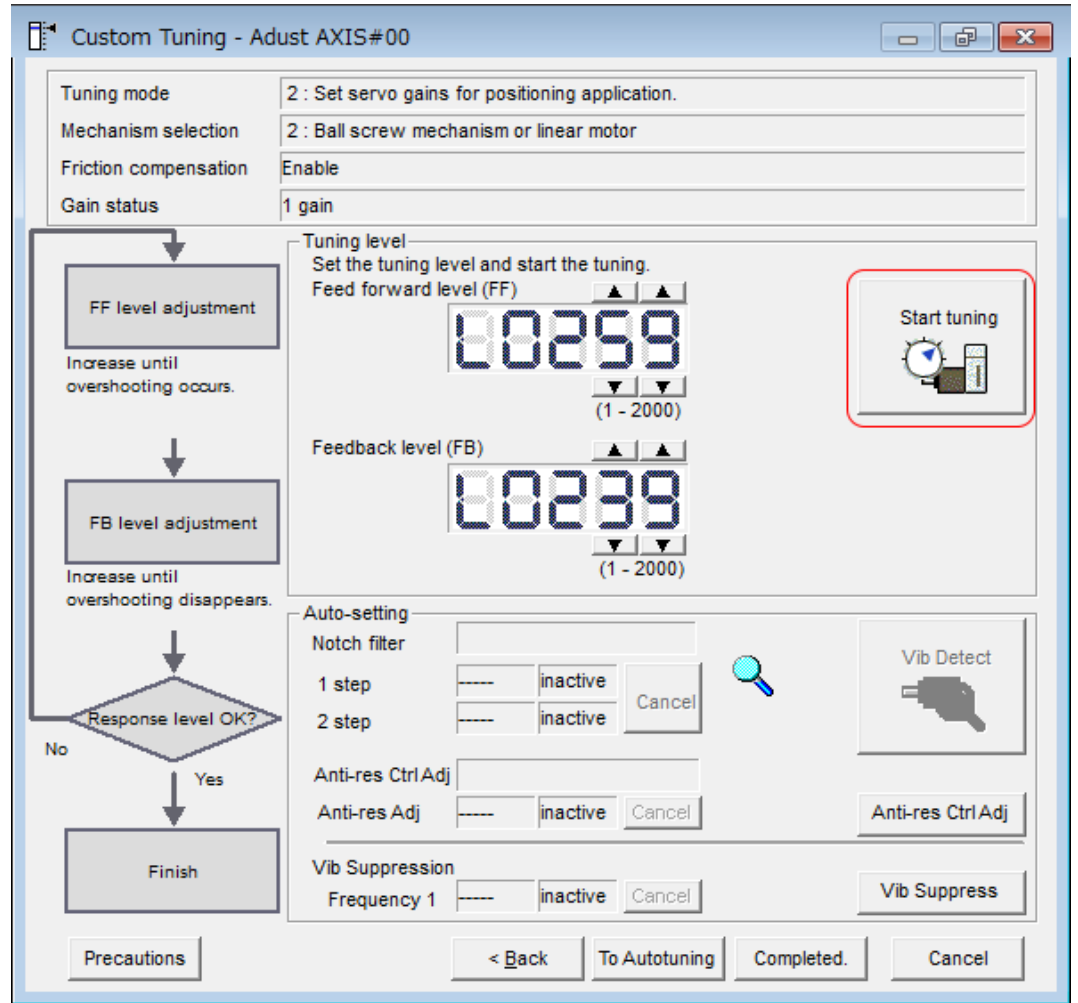 Custom Tuning - Adust AXIS#00
Tuning mode
2 : Set servo gains for positioning application.
Mechanism selection
2 : Ball screw mechanism or linear motor
Friction compensation
Enable
Gain status
1 gain
FF level adjustment
Increase until
overshooting occurs.
FB level adjustment
Increase until
overshooting disappears.
Response level OK?
No
Yes
Finish
Tuning level
Set the tuning level and start the tuning.
Feed forward level (FF)
L0259
(1 - 2000)
Feedback level (FB)
L0239
(1 - 2000)
Start tuning
Auto-setting
Notch filter
1 step
-----
inactive
2 step
-----
inactive
Cancel
Vib Detect
Anti-res Ctrl Adj
Anti-res Adj
-----
inactive
Cancel
Anti-res Ctrl Adj
Vib Suppression
Frequency 1
-----
inactive
Cancel
Vib Suppress
Precautions
< Back
To Autotuning
Completed.
Cancel